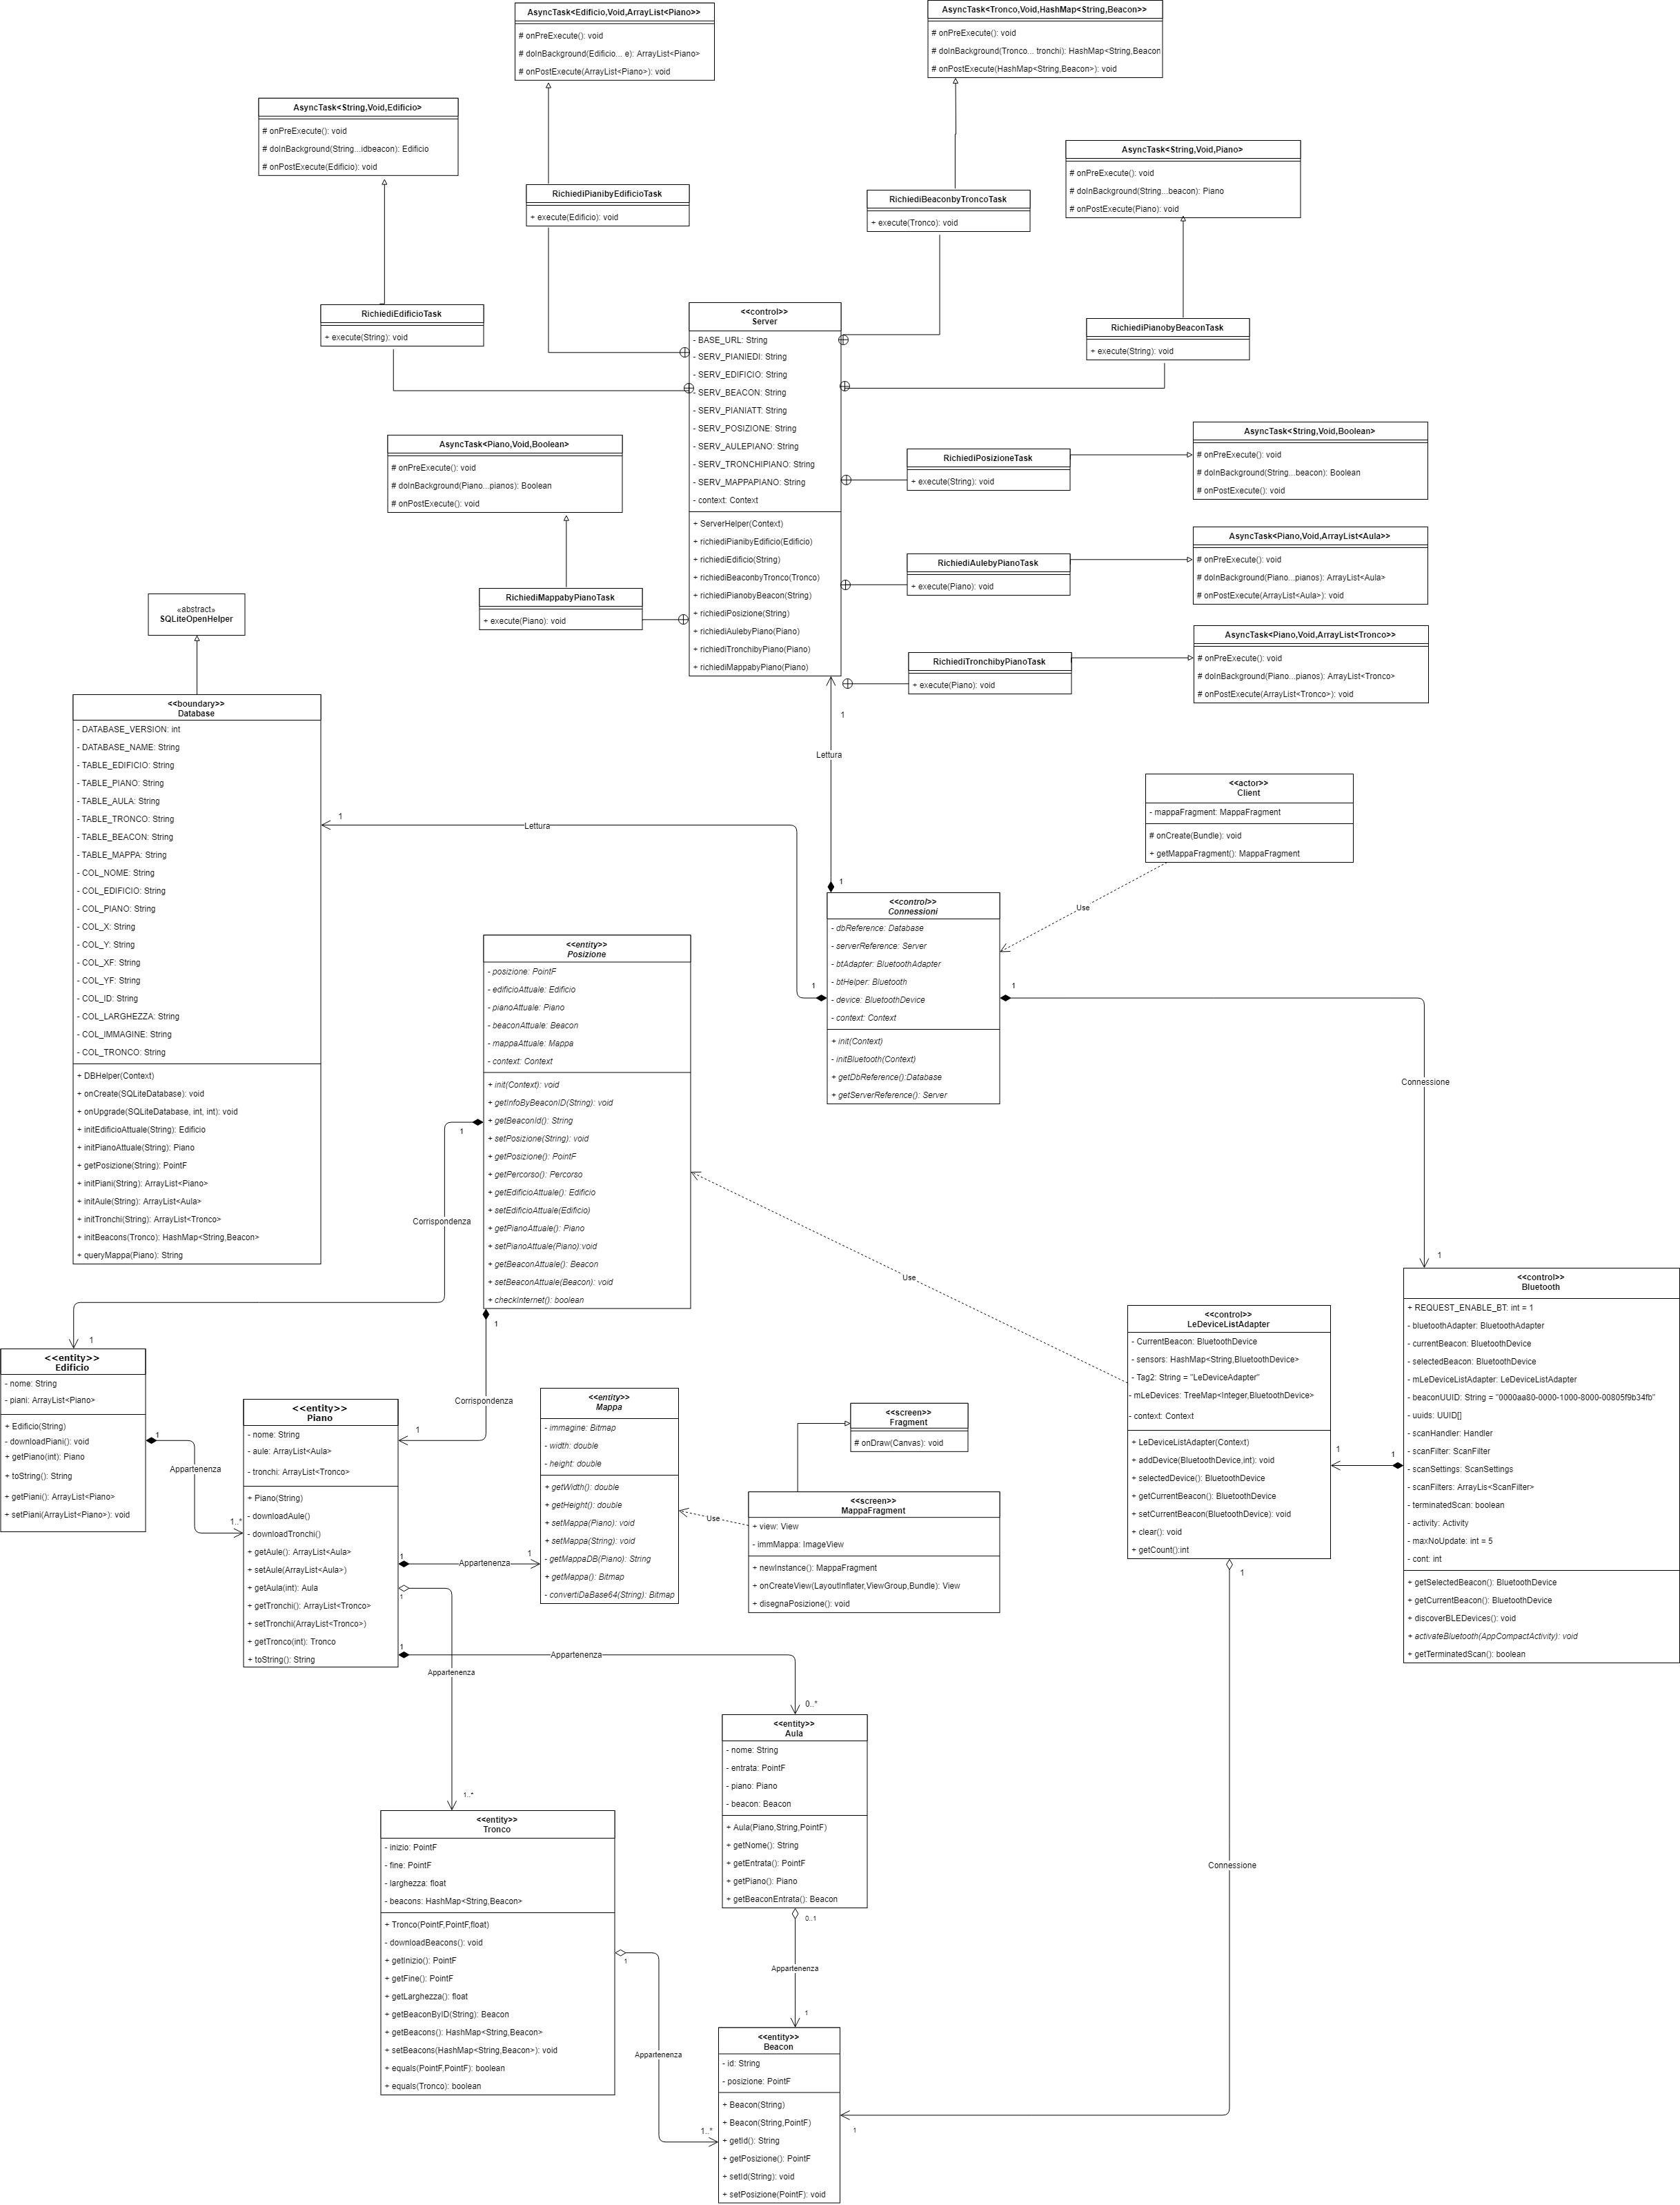 AsyncTask<Edificio,Void,ArrayList<Piano>>
# onPreExecute(): void
# doInBackground(Edificio... e): ArrayList<Piano>
# onPostExecute(ArrayList<Piano>): void
AsyncTask<Tronco,Void,HashMap<String,Beacon>>
# onPreExecute(): void
# doInBackground(Tronco... tronchi): HashMap<String,Beacon
# onPostExecute(HashMap<String,Beacon>): void
AsyncTask<String,Void,Edificio>
# onPreExecute(): void
# doInBackground(String...idbeacon): Edificio
# onPostExecute(Edificio): void
AsyncTask<String,Void,Piano>
# onPreExecute(): void
# doInBackground(String...beacon): Piano
# onPostExecute(Piano): void
RichiediPianibyEdificioTask
+ execute(Edificio): void
RichiediBeaconbyTroncoTask
+ execute(Tronco): void
RichiediEdificioTask
+ execute(String): void
RichiediPianobyBeaconTask
+ execute(String): void
<<control>>
Server
- BASE_URL: String
- SERV_PIANIEDI: String
- SERV_EDIFICIO: String
- SERV_BEACON: String
- SERV_PIANIATT: String
- SERV_POSIZIONE: String
- SERV_AULEPIANO: String
- SERV_TRONCHIPIANO: String
- SERV_MAPPAPIANO: String
- context: Context
+ ServerHelper(Context)
+ richiediPianibyEdificio(Edificio)
+ richiediEdificio(String)
+ richiediBeaconbyTronco(Tronco)
+ richiediPianobyBeacon(String)
+ richiediPosizione(String)
+ richiediAulebyPiano(Piano)
+ richiediTronchibyPiano(Piano)
+ richiediMappabyPiano(Piano)
AsyncTask<Piano,Void,Boolean>
# onPreExecute(): void
# doInBackground(Piano...pianos): Boolean
# onPostExecute(): void
RichiediMappabyPianoTask
+ execute(Piano): void
RichiediPosizioneTask
+ execute(String): void
AsyncTask<String,Void,Boolean>
# onPreExecute(): void
# doInBackground(String...beacon): Boolean
# onPostExecute(): void
RichiediAulebyPianoTask
+ execute(Piano): void
AsyncTask<Piano,Void,ArrayList<Aula>>
# onPreExecute(): void
# doInBackground(Piano...pianos): ArrayList<Aula>
# onPostExecute(ArrayList<Aula>): void
RichiediTronchibyPianoTask
+ execute(Piano): void
AsyncTask<Piano,Void,ArrayList<Tronco>>
# onPreExecute(): void
# doInBackground(Piano...pianos): ArrayList<Tronco>
# onPostExecute(ArrayList<Tronco>): void
«abstract»
SQLiteOpenHelper
<<boundary>>
Database
- DATABASE_VERSION: int
- DATABASE_NAME: String
- TABLE_EDIFICIO: String
- TABLE_PIANO: String
- TABLE_AULA: String
- TABLE_TRONCO: String
- TABLE_BEACON: String
- TABLE_MAPPA: String
- COL_NOME: String
- COL_EDIFICIO: String
- COL_PIANO: String
- COL_X: String
- COL_Y: String
- COL_XF: String
- COL_YF: String
- COL_ID: String
- COL_LARGHEZZA: String
- COL_IMMAGINE: String
- COL_TRONCO: String
+ DBHelper(Context)
+ onCreate(SQLiteDatabase): void
+ onUpgrade(SQLiteDatabase, int, int): void
+ initEdificioAttuale(String): Edificio
+ initPianoAttuale(String): Piano
+ getPosizione(String): PointF
+ initPiani(String): ArrayList<Piano>
+ initAule(String): ArrayList<Aula>
+ initTronchi(String): ArrayList<Tronco>
+ initBeacons(Tronco): HashMap<String,Beacon>
+ queryMappa(Piano): String
1
Lettura
1
Lettura
1
1
<<actor>>
Client
- mappaFragment: MappaFragment
# onCreate(Bundle): void
+ getMappaFragment(): MappaFragment
Use
<<control>>
Connessioni
- dbReference: Database
- serverReference: Server
- btAdapter: BluetoothAdapter
- btHelper: Bluetooth
- device: BluetoothDevice
- context: Context
+ init(Context)
- initBluetooth(Context)
+ getDbReference():Database
+ getServerReference(): Server
1
Connessione
1
<<entity>>
Posizione
- posizione: PointF
- edificioAttuale: Edificio
- pianoAttuale: Piano
- beaconAttuale: Beacon
- mappaAttuale: Mappa
- context: Context
+ init(Context): void
+ getInfoByBeaconID(String): void
+ getBeaconId(): String
+ setPosizione(String): void
+ getPosizione(): PointF
+ getPercorso(): Percorso
+ getEdificioAttuale(): Edificio
+ setEdificioAttuale(Edificio)
+ getPianoAttuale(): Piano
+ setPianoAttuale(Piano):void
+ getBeaconAttuale(): Beacon
+ setBeaconAttuale(Beacon): void
+ checkInternet(): boolean
1
1
Corrispondenza
1
1
Corrispondenza
1
Use
<<control>>
Bluetooth
+ REQUEST_ENABLE_BT: int = 1
- bluetoothAdapter: BluetoothAdapter
- currentBeacon: BluetoothDevice
- selectedBeacon: BluetoothDevice
- mLeDeviceListAdapter: LeDeviceListAdapter
- beaconUUID: String = "0000aa80-0000-1000-8000-00805f9b34fb"
- uuids: UUID[]
- scanHandler: Handler
- scanFilter: ScanFilter
- scanSettings: ScanSettings
- scanFilters: ArrayLis<ScanFilter>
- terminatedScan: boolean
- activity: Activity
- maxNoUpdate: int = 5
- cont: int
+ getSelectedBeacon(): BluetoothDevice
+ getCurrentBeacon(): BluetoothDevice
+ discoverBLEDevices(): void
+ activateBluetooth(AppCompactActivity): void
+ getTerminatedScan(): boolean
<<control>>
LeDeviceListAdapter
- CurrentBeacon: BluetoothDevice
- sensors: HashMap<String,BluetoothDevice>
- Tag2: String = "LeDeviceAdapter"
- mLeDevices: TreeMap<Integer,BluetoothDevice>
- context: Context
+ LeDeviceListAdapter(Context)
+ addDevice(BluetoothDevice,int): void
+ selectedDevice(): BluetoothDevice
+ getCurrentBeacon(): BluetoothDevice
+ setCurrentBeacon(BluetoothDevice): void
+ clear(): void
+ getCount():int
1
1
1
<<entity>>
Edificio
- nome: String
- piani: ArrayList<Piano>
+ Edificio(String)
- downloadPiani(): void
+ getPiano(int): Piano
+ toString(): String
+ getPiani(): ArrayList<Piano>
+ setPiani(ArrayList<Piano>): void
1
Appartenenza
1..*
<<entity>>
Piano
- nome: String
- aule: ArrayList<Aula>
- tronchi: ArrayList<Tronco>
+ Piano(String)
- downloadAule()
- downloadTronchi()
+ getAule(): ArrayList<Aula>
+ setAule(ArrayList<Aula>)
+ getAula(int): Aula
+ getTronchi(): ArrayList<Tronco>
+ setTronchi(ArrayList<Tronco>)
+ getTronco(int): Tronco
+ toString(): String
1
Appartenenza
1
1
Appartenenza
1
Appartenenza
0..*
1..*
<<entity>>
Mappa
- immagine: Bitmap
- width: double
- height: double
+ getWidth(): double
+ getHeight(): double
+ setMappa(Piano): void
+ setMappa(String): void
- getMappaDB(Piano): String
+ getMappa(): Bitmap
- convertiDaBase64(String): Bitmap
Use
<<screen>>
Fragment
# onDraw(Canvas): void
<<screen>>
MappaFragment
+ view: View
- immMappa: ImageView
+ newInstance(): MappaFragment
+ onCreateView(LayoutInflater,ViewGroup,Bundle): View
+ disegnaPosizione(): void
<<entity>>
Aula
- nome: String
- entrata: PointF
- piano: Piano
- beacon: Beacon
+ Aula(Piano,String,PointF)
+ getNome(): String
+ getEntrata(): PointF
+ getPiano(): Piano
+ getBeaconEntrata(): Beacon
0..1
Appartenenza
1
<<entity>>
Tronco
- inizio: PointF
- fine: PointF
- larghezza: float
- beacons: HashMap<String,Beacon>
+ Tronco(PointF,PointF,float)
- downloadBeacons(): void
+ getInizio(): PointF
+ getFine(): PointF
+ getLarghezza(): float
+ getBeaconByID(String): Beacon
+ getBeacons(): HashMap<String,Beacon>
+ setBeacons(HashMap<String,Beacon>): void
+ equals(PointF,PointF): boolean
+ equals(Tronco): boolean
1
Appartenenza
1..*
Connessione
1
<<entity>>
Beacon
- id: String
- posizione: PointF
+ Beacon(String)
+ Beacon(String,PointF)
+ getId(): String
+ getPosizione(): PointF
+ setId(String): void
+ setPosizione(PointF): void